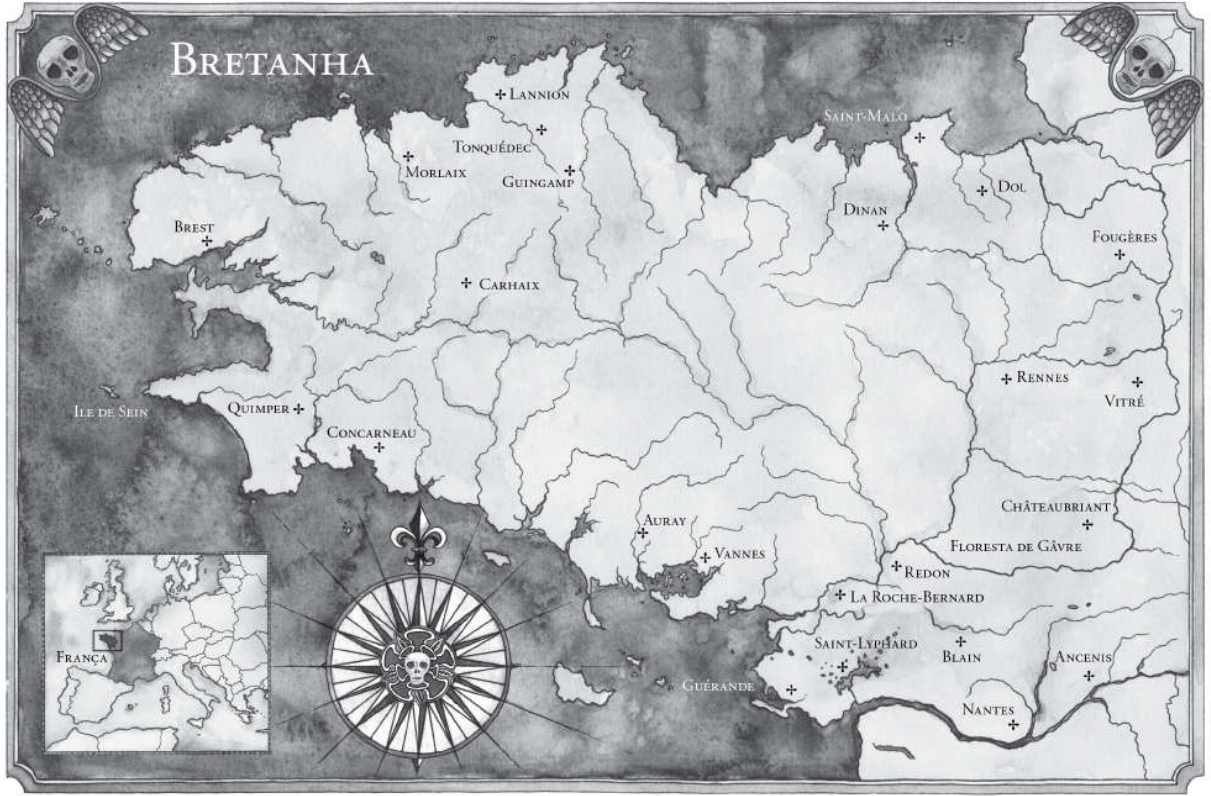 BRETANHA
LANNION
SAINT-MALO
TONQUÉDEC
MORLAIX
GUINGAMP
DOL
DINAN
BREST
FOUGÈRES
CARHAIX
RENNES
VITRÉ
ILE DE SEIN
QUIMPER
CONCARNEAU
CHÂTEAUBRIANT
AURAY
FLORESTA DE GÂVRE
VANNES
REDON
LA ROCHE-BERNARD
SAINT-LYPHARD
BLAIN
ANCENIS
FRANÇA
GUÉRANDE
NANTES